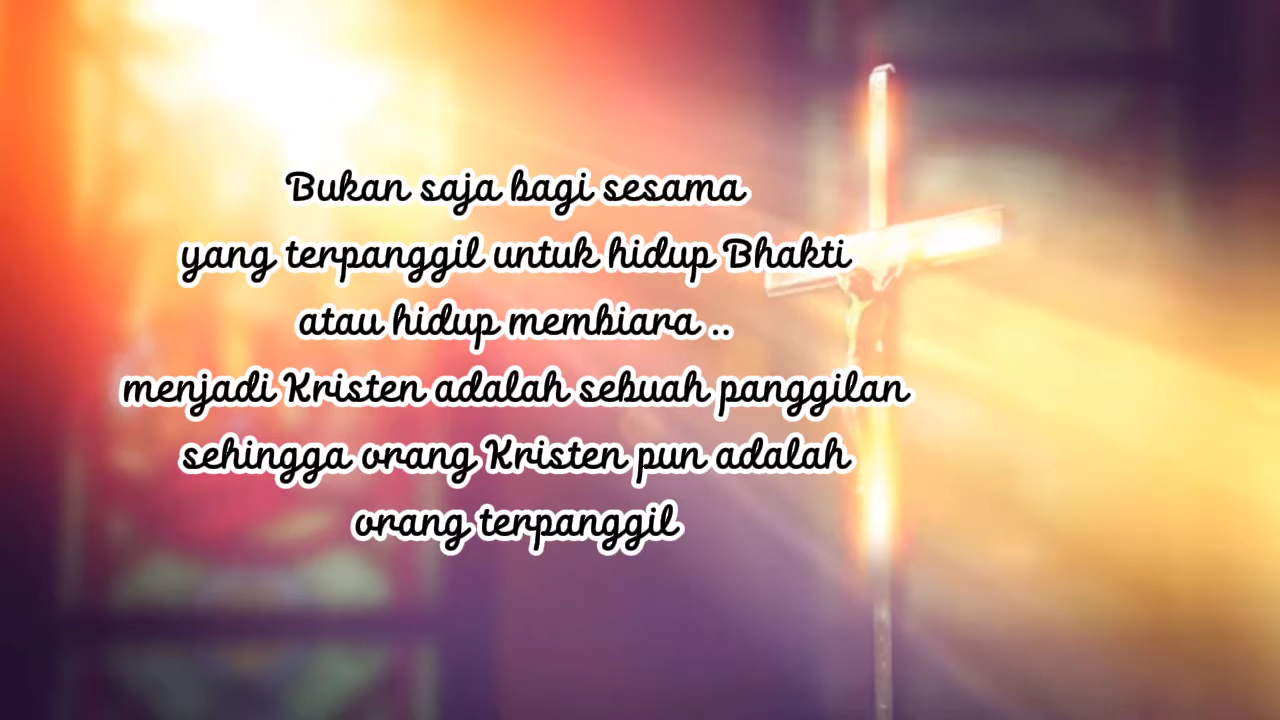 Bukan saja bagi sesama
yang terpanggil untuk hidup Bhakti
atau hidup membiara ..
menjadi Kristen adalah sebuah panggilan
sehingga orang Kristen pun adalah
orang terpanggil